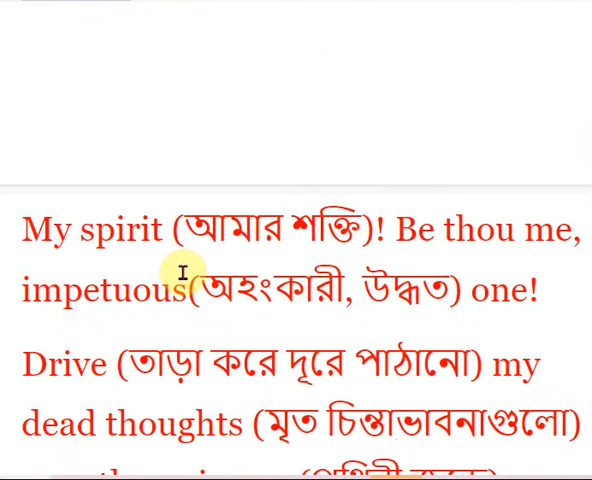 My spirit (আমার শক্তি)! Be thou me,
impetuous(অহংকারী, উদ্ধত) one!
Drive (তাড়া করে দূরে পাঠানো) my
dead thoughts (মৃত চিন্তাভাবনাগুলো)